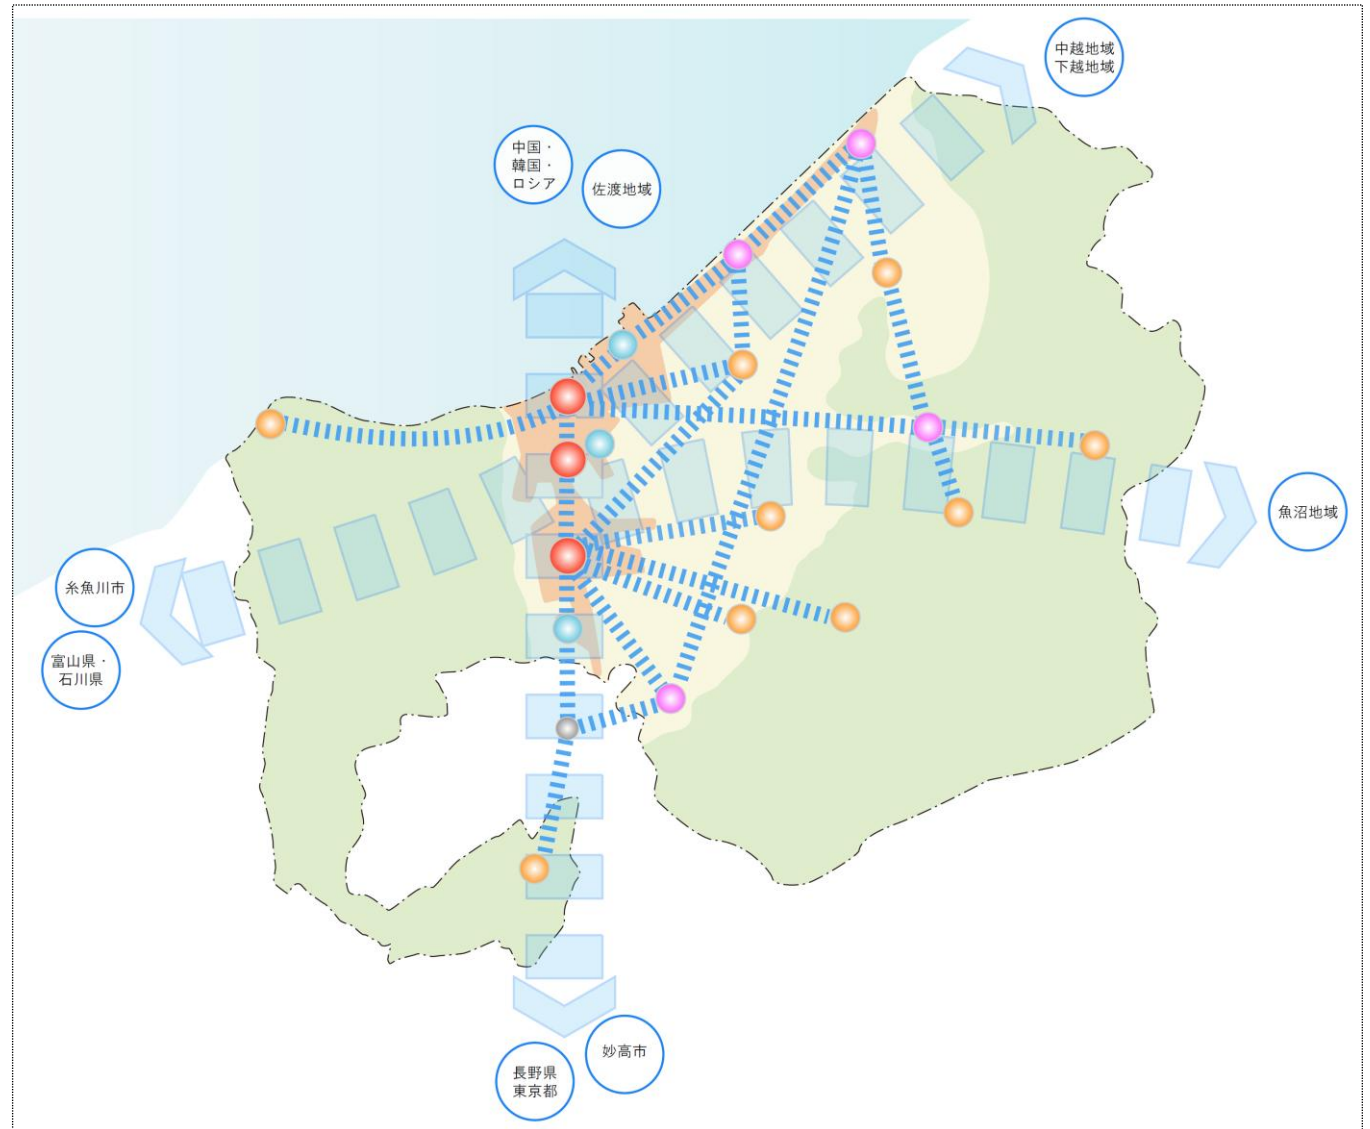 中越地域
下越地域
中国・
韓国・
ロシア
佐渡地域
魚沼地域
糸魚川市
富山県・
石川県
妙高市
長野県
東京都